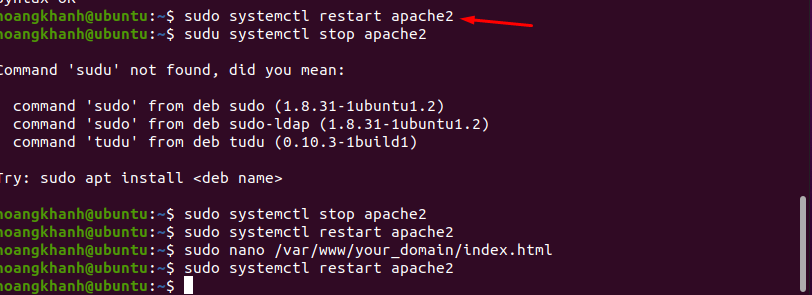 Syntax OK
hoangkhanh@ubuntu:~$ sudo systemctl restart apache2
hoangkhanh@ubuntu:~$ sudu systemctl stop apache2
Command 'sudu' not found, did you mean:
command 'sudo' from deb sudo (1.8.31-1ubuntu1.2)
command 'sudo' from deb sudo-ldap (1.8.31-1ubuntu1.2)
command 'tudu' from deb tudu (0.10.3-1build1)
Try: sudo apt install <deb name>
hoangkhanh@ubuntu:~$ sudo systemctl stop apache2
hoangkhanh@ubuntu:~$ sudo systemctl restart apache2
hoangkhanh@ubuntu:~$ sudo nano /var/www/your_domain/index.html
hoangkhanh@ubuntu:~$ sudo systemctl restart apache2
hoangkhanh@ubuntu:~$